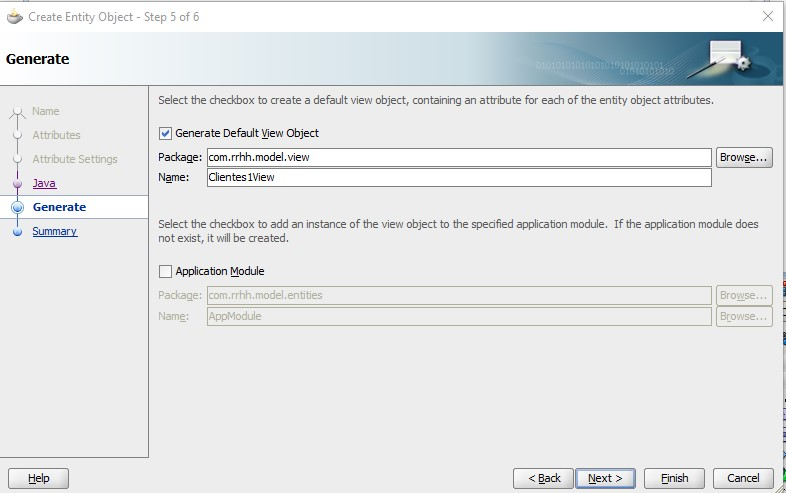 Create Entity Object - Step 5 of 6
Generate
0101010101010101010101010101
01010101010
Name
Attributes
Attribute Settings
Java
Generate
Summary
Select the checkbox to create a default view object, containing an attribute for each of the entity object attributes.
Generate Default View Object
Package: com.rrhh.model.view Browse...
Name: Clientes1View
Select the checkbox to add an instance of the view object to the specified application module. If the application module does
not exist, it will be created.
Application Module
Package: com.rrhh.model.entities Browse...
Name: AppModule Browse...
Help < Back Next > Finish Cancel